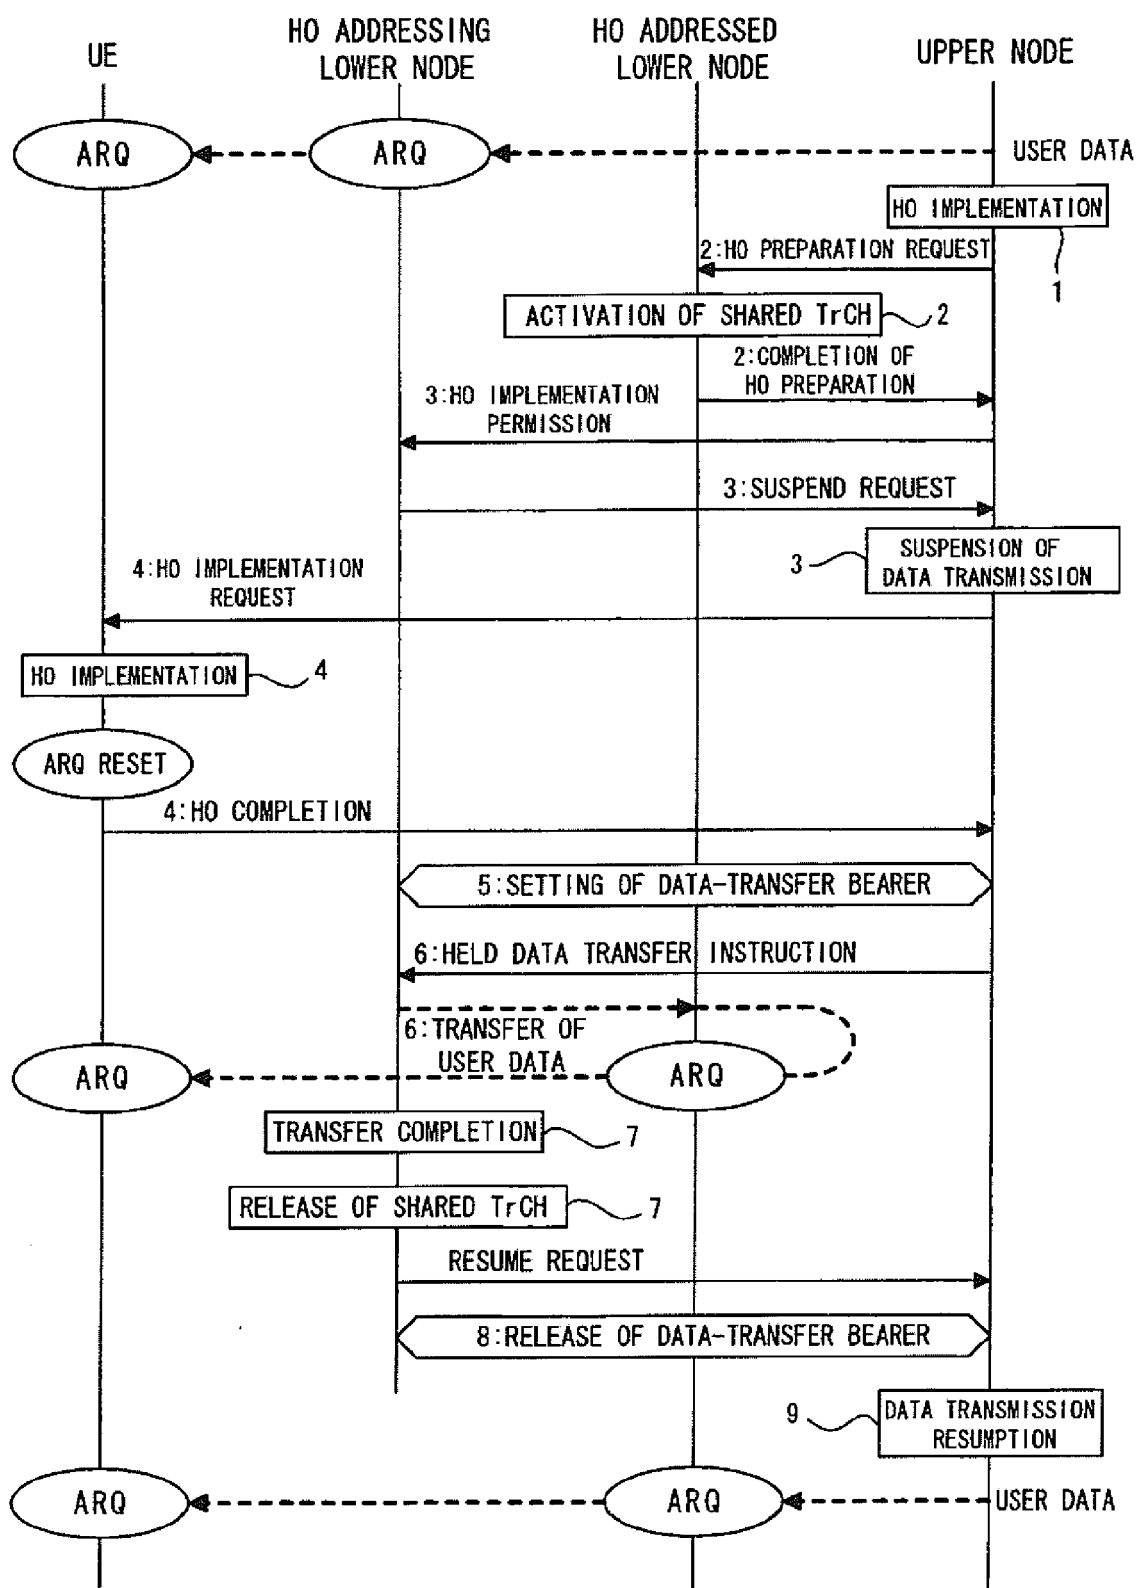 UE
HO ADDRESSING
LOWER NODE
HO ADDRESSED
LOWER NODE
UPPER NODE
ARQ
ARQ
USER DATA
HO IMPLEMENTATION
1
2:HO PREPARATION REQUEST
ACTIVATION OF SHARED TrCH
2
2:COMPLETION OF
HO PREPARATION
3:HO IMPLEMENTATION
PERMISSION
3:SUSPEND REQUEST
3
SUSPENSION OF
DATA TRANSMISSION
4:HO IMPLEMENTATION
REQUEST
HO IMPLEMENTATION
4
ARQ RESET
4:HO COMPLETION
5:SETTING OF DATA-TRANSFER BEARER
6:HELD DATA TRANSFER INSTRUCTION
6:TRANSFER OF
USER DATA
ARQ
ARQ
TRANSFER COMPLETION
7
RELEASE OF SHARED TrCH
7
RESUME REQUEST
8:RELEASE OF DATA-TRANSFER BEARER
9
DATA TRANSMISSION
RESUMPTION
ARQ
ARQ
USER DATA